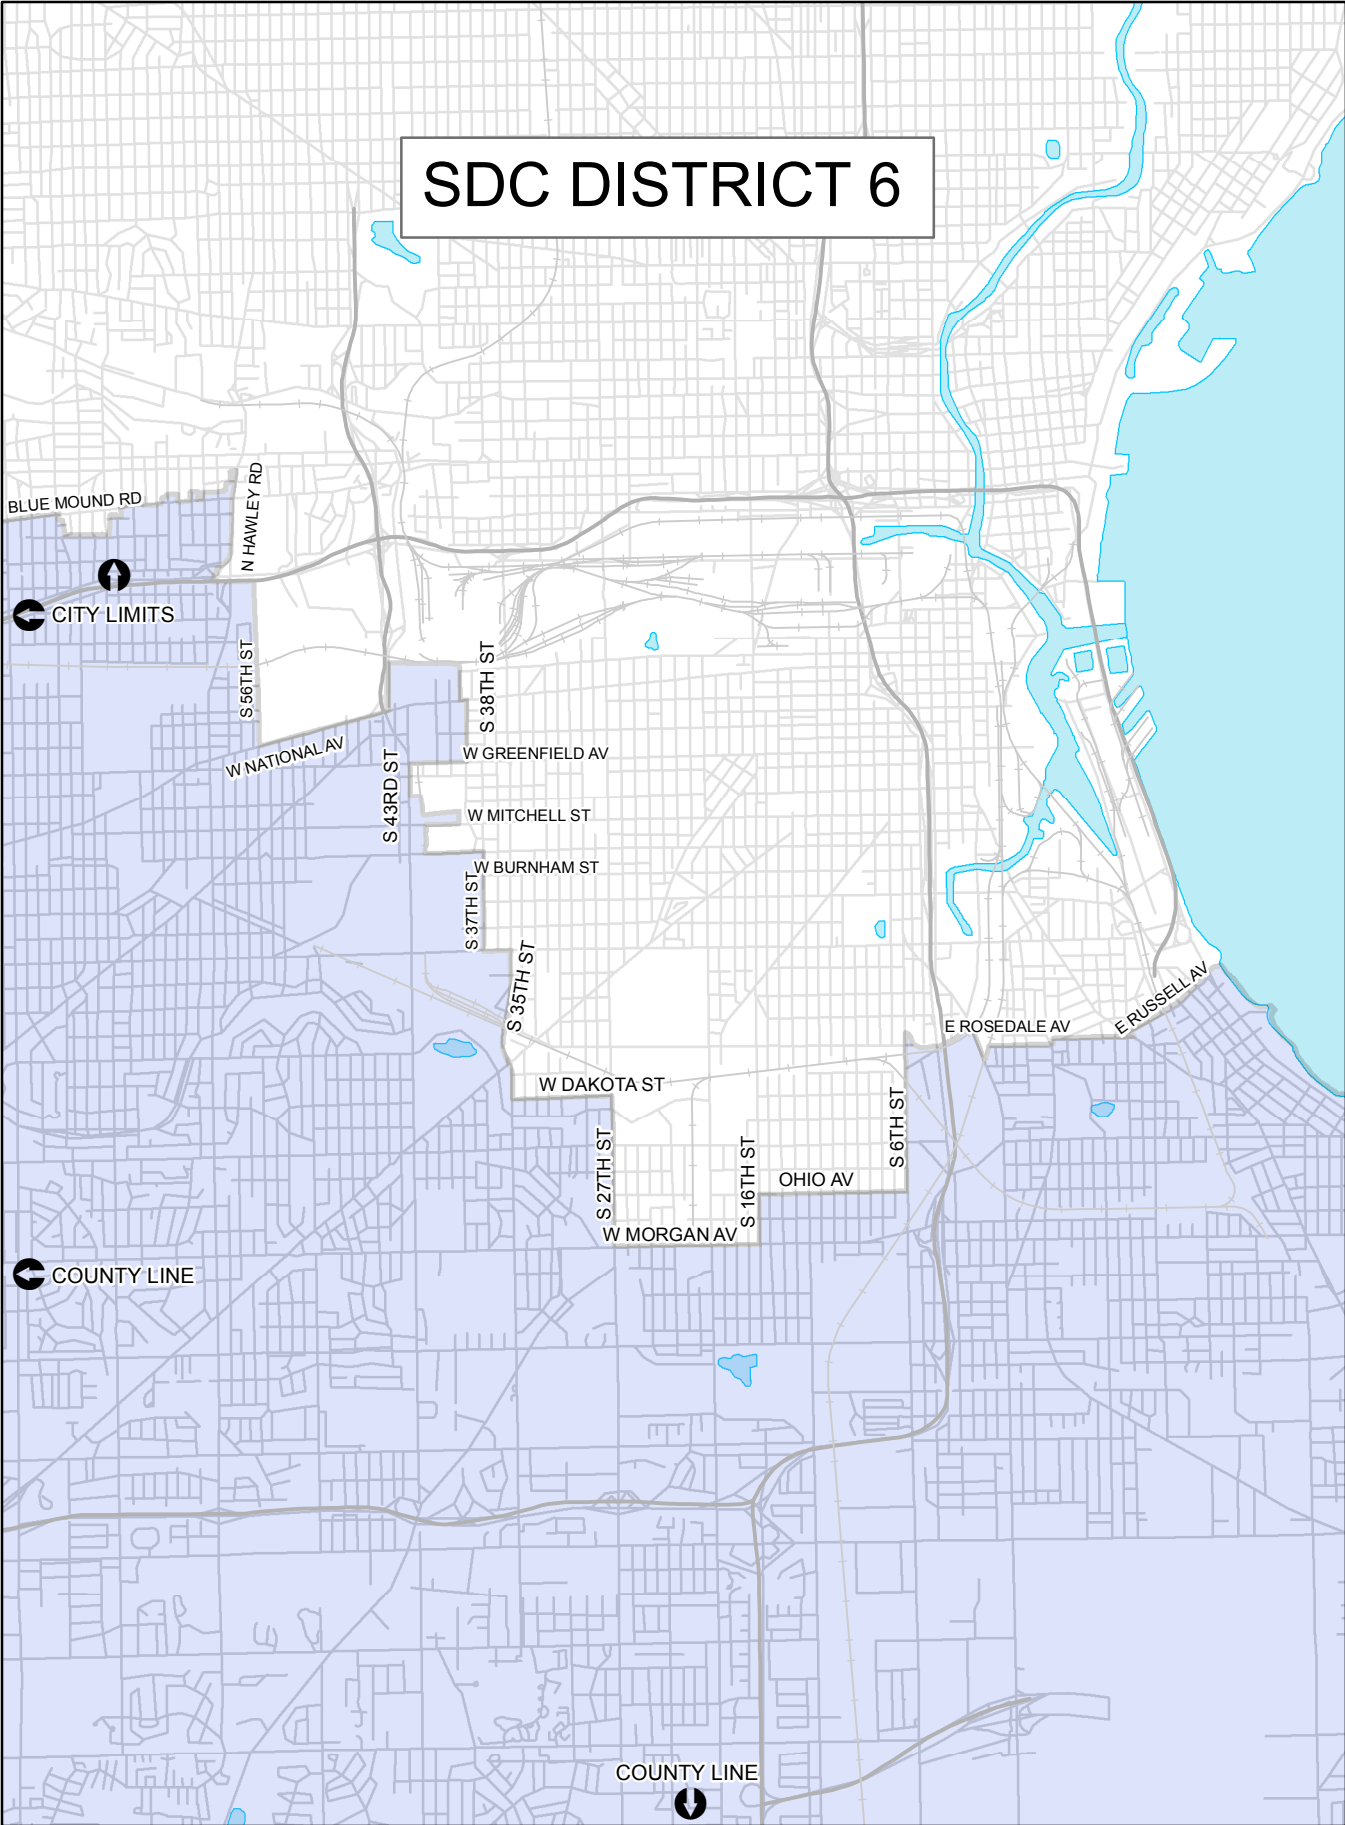 SDC DISTRICT 6
BLUE MOUND RD
N HAWLEY RD
CITY LIMITS
S 56TH ST
S 38TH ST
W NATIONAL AV
W GREENFIELD AV
S 43RD ST
W MITCHELL ST
W BURNHAM ST
S 37TH ST
S 35TH ST
E RUSSELL AV
E ROSEDALE AV
W DAKOTA ST
S 6TH ST
S 27TH ST
S 16TH ST
OHIO AV
W MORGAN AV
COUNTY LINE
COUNTY LINE